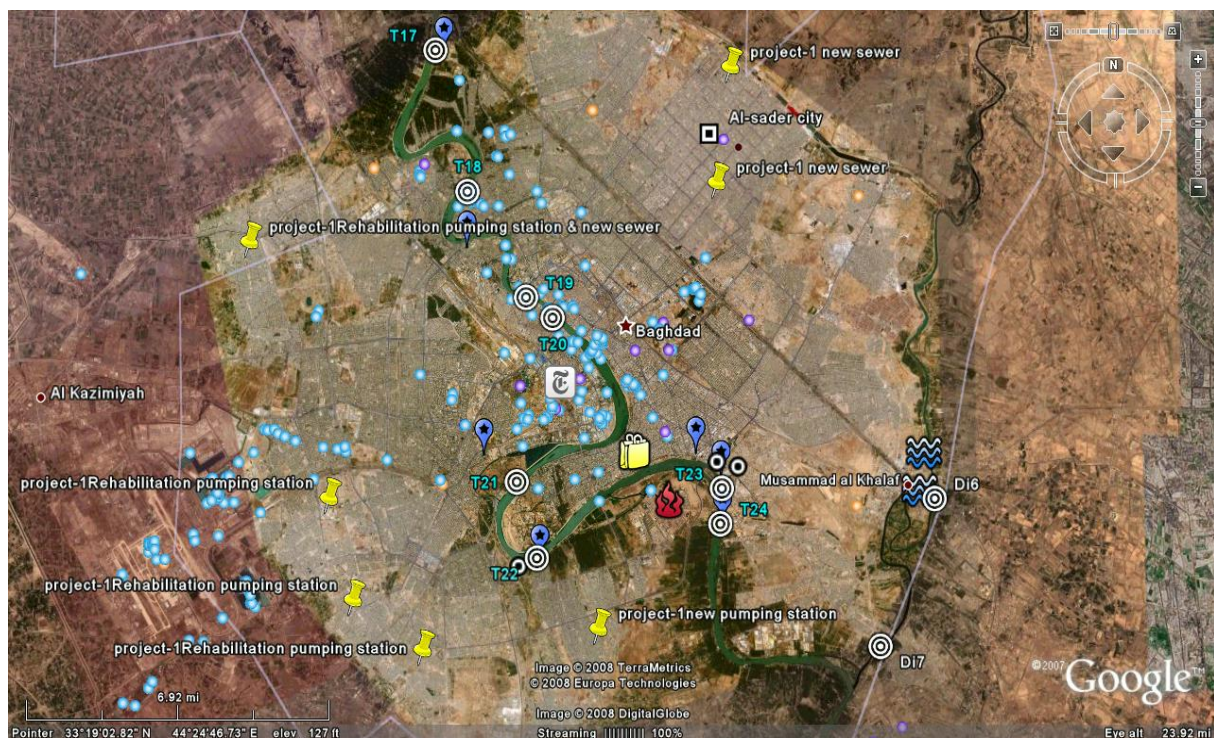 T17
project-1 new sewer
N
Al-sader city
T18
project-1 new sewer
project-1Rehabilitation pumping station & new sewer
T19
Baghdad
T20
Al Kazimiyah
T21
T23
Musammad al Khalaf
Di6
project-1Rehabilitation pumping station
T24
T22
project-1Rehabilitation pumping station
project-1new pumping station
project-1Rehabilitation pumping station
Di7
Image © 2008 TerraMetrics
© 2008 Europa Technologies
©2007 Google™
6.92 mi
Image © 2008 DigitalGlobe
Pointer 33°19'02.82" N 44°24'46.73" E elev 127 ft Streaming |||||||||| 100% Eye alt 23.92 mi